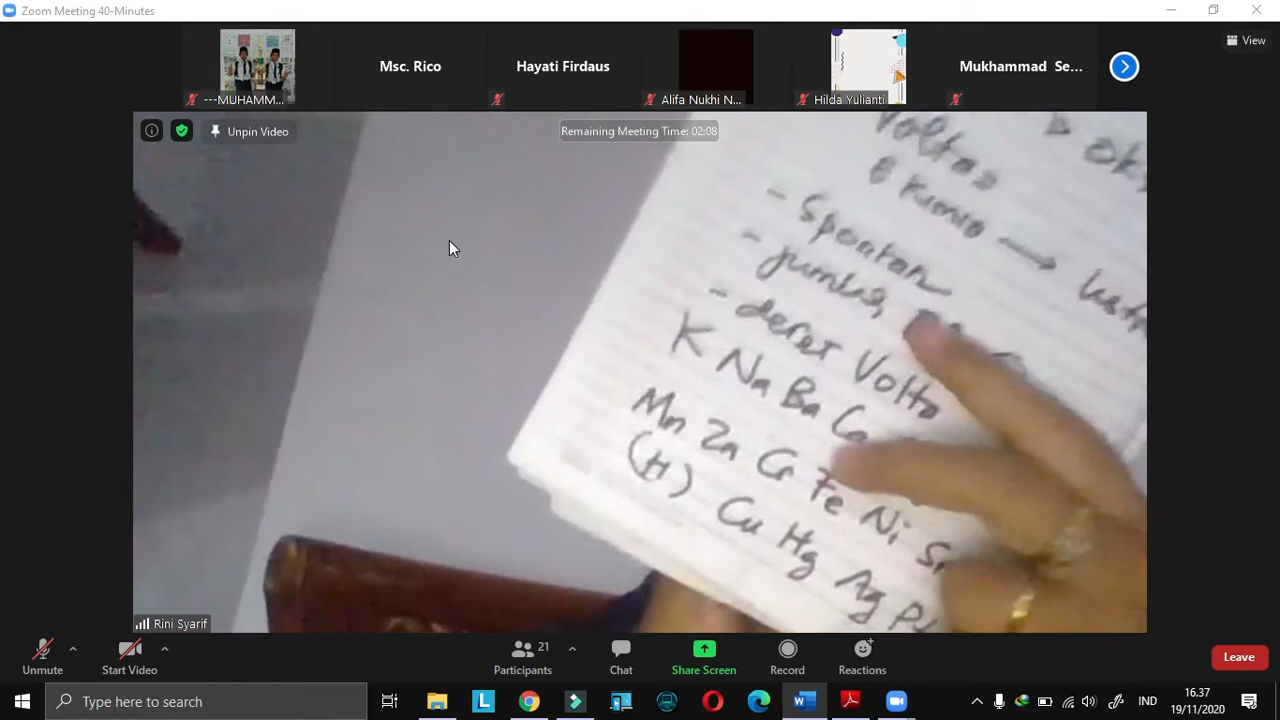 Zoom Meeting 40-Minutes
View
Msc. Rico
Hayati Firdaus
Mukhammad Se...
---MUHAMM...
Alifa Nukhi N...
Hilda Yulianti
Unpin Video
Remaining Meeting Time: 02:08
Voltas
E Kimia →
- Spontan
- jumla
- deret Volta
K Na Ba Ca
Mn Zn Cr Fe Ni
(H) Cu Hg Ag Pt
Rini Syarif
Unmute
Start Video
Participants
21
Chat
Share Screen
Record
Reactions
Leave
Type here to search
IND
16.37
19/11/2020